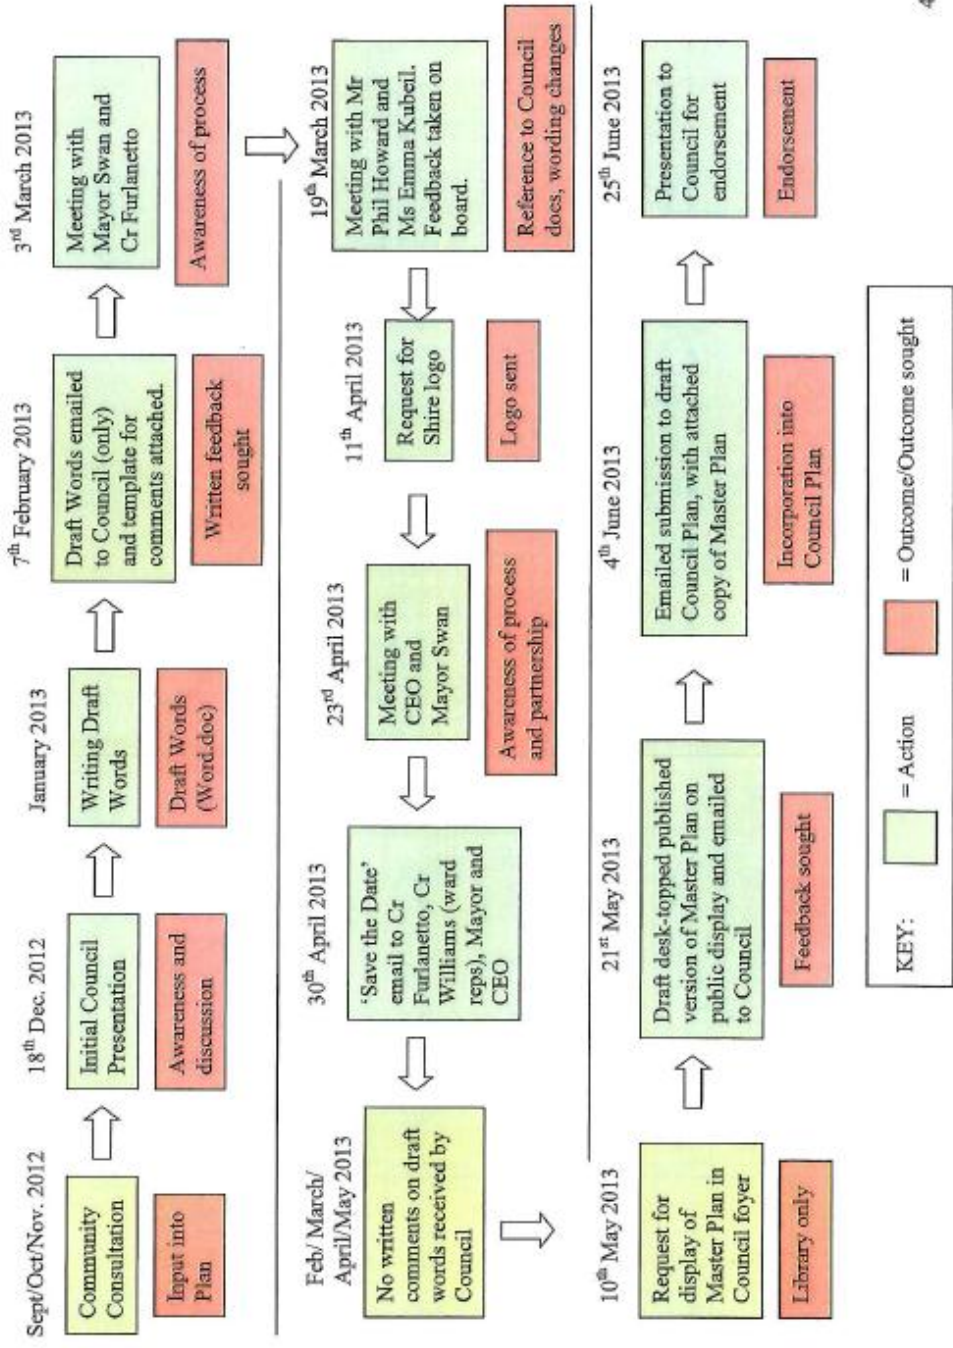 Sept/Oct/Nov. 2012
Community
Consultation
Input into
Plan
18th Dec. 2012
Initial Council
Presentation
Awareness and
discussion
January 2013
Writing Draft
Words
Draft Words
(Word.doc)
7th February 2013
Draft Words emailed
to Council (only)
and template for
comments attached.
Written feedback
sought
3rd March 2013
Meeting with
Mayor Swan and
Cr Furlanetto
Awareness of process
19th March 2013
Meeting with Mr
Phil Howard and
Ms Emma Kubeil.
Feedback taken on
board.
Reference to Council
docs, wording changes
11th April 2013
Request for
Shire logo
Logo sent
23rd April 2013
Meeting with
CEO and
Mayor Swan
Awareness of process
and partnership
30th April 2013
‘Save the Date’
email to Cr
Furlanetto, Cr
Williams (ward
reps), Mayor and
CEO
Feb/ March/
April/May 2013
No written
comments on draft
words received by
Council
10th May 2013
Request for
display of
Master Plan in
Council foyer
Library only
21st May 2013
Draft desk-topped published
version of Master Plan on
public display and emailed
to Council
Feedback sought
4th June 2013
Emailed submission to draft
Council Plan, with attached
copy of Master Plan
Incorporation into
Council Plan
25th June 2013
Presentation to
Council for
endorsement
Endorsement
KEY:
= Action
= Outcome/Outcome sought